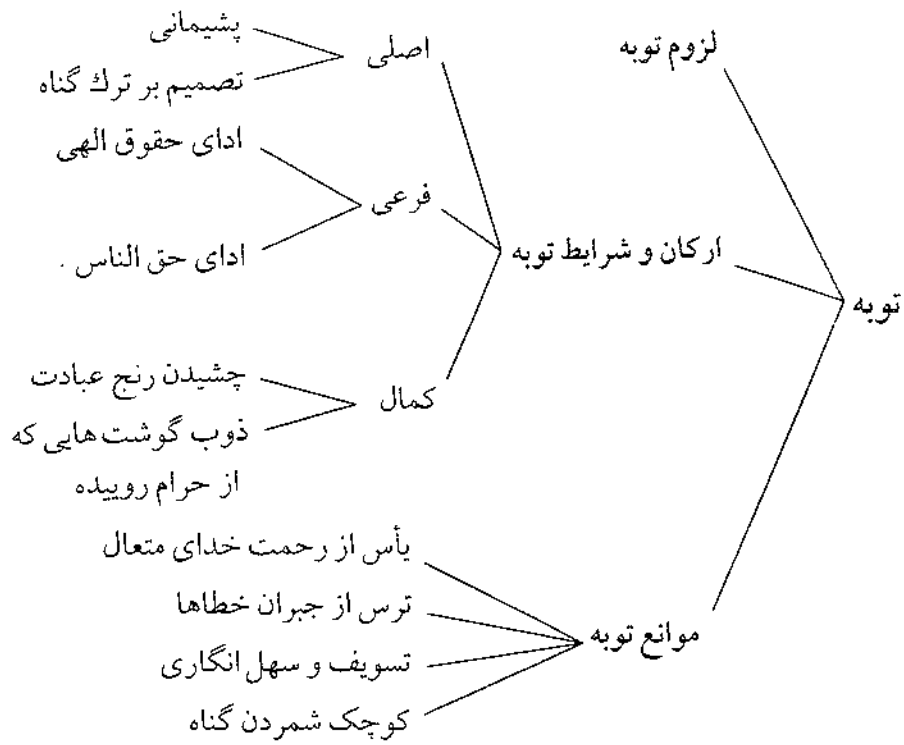 توبه
لزوم توبه
ارکان و شرایط توبه
اصلی
پشیمانی
تصمیم بر ترك گناه
فرعی
ادای حقوق الهی
ادای حق الناس .
کمال
چشیدن رنج عبادت
ذوب گوشت هایی که
از حرام روییده
موانع توبه
یأس از رحمت خدای متعال
ترس از جبران خطاها
تسویف و سهل انگاری
کوچک شمردن گناه